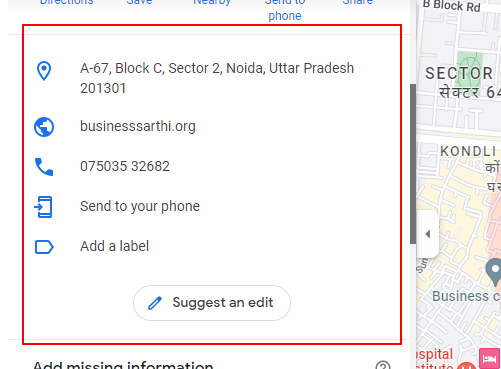 Directions
Save
Nearby
Send to
phone
Share
A-67, Block C, Sector 2, Noida, Uttar Pradesh
201301
businesssarthi.org
075035 32682
Send to your phone
Add a label
Suggest an edit
Add missing information
B Block Rd
SECTOR
सेक्टर 64
KONDLI
Business c
ospital
stitute